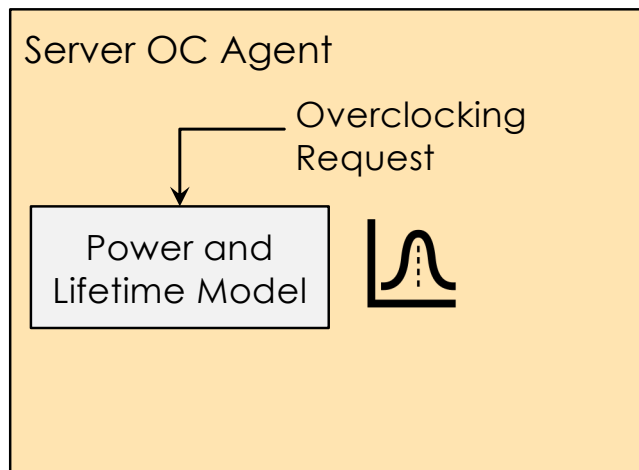 Server OC Agent
Overclocking
Request
Power and
Lifetime Model